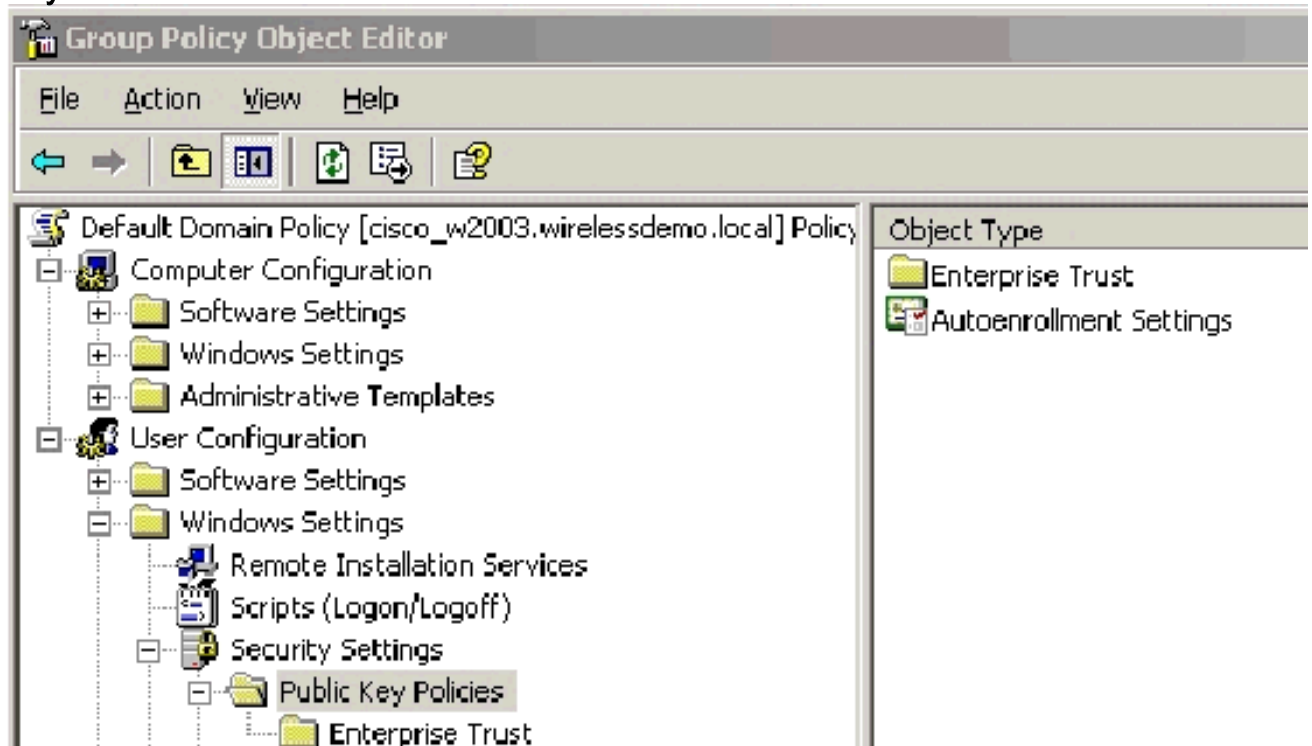 Group Policy Object Editor
File Action View Help
Default Domain Policy [cisco_w2003.wirelessdemo.local] Policy
Computer Configuration
Software Settings
Windows Settings
Administrative Templates
User Configuration
Software Settings
Windows Settings
Remote Installation Services
Scripts (Logon/Logoff)
Security Settings
Public Key Policies
Enterprise Trust
Object Type
Enterprise Trust
Autoenrollment Settings